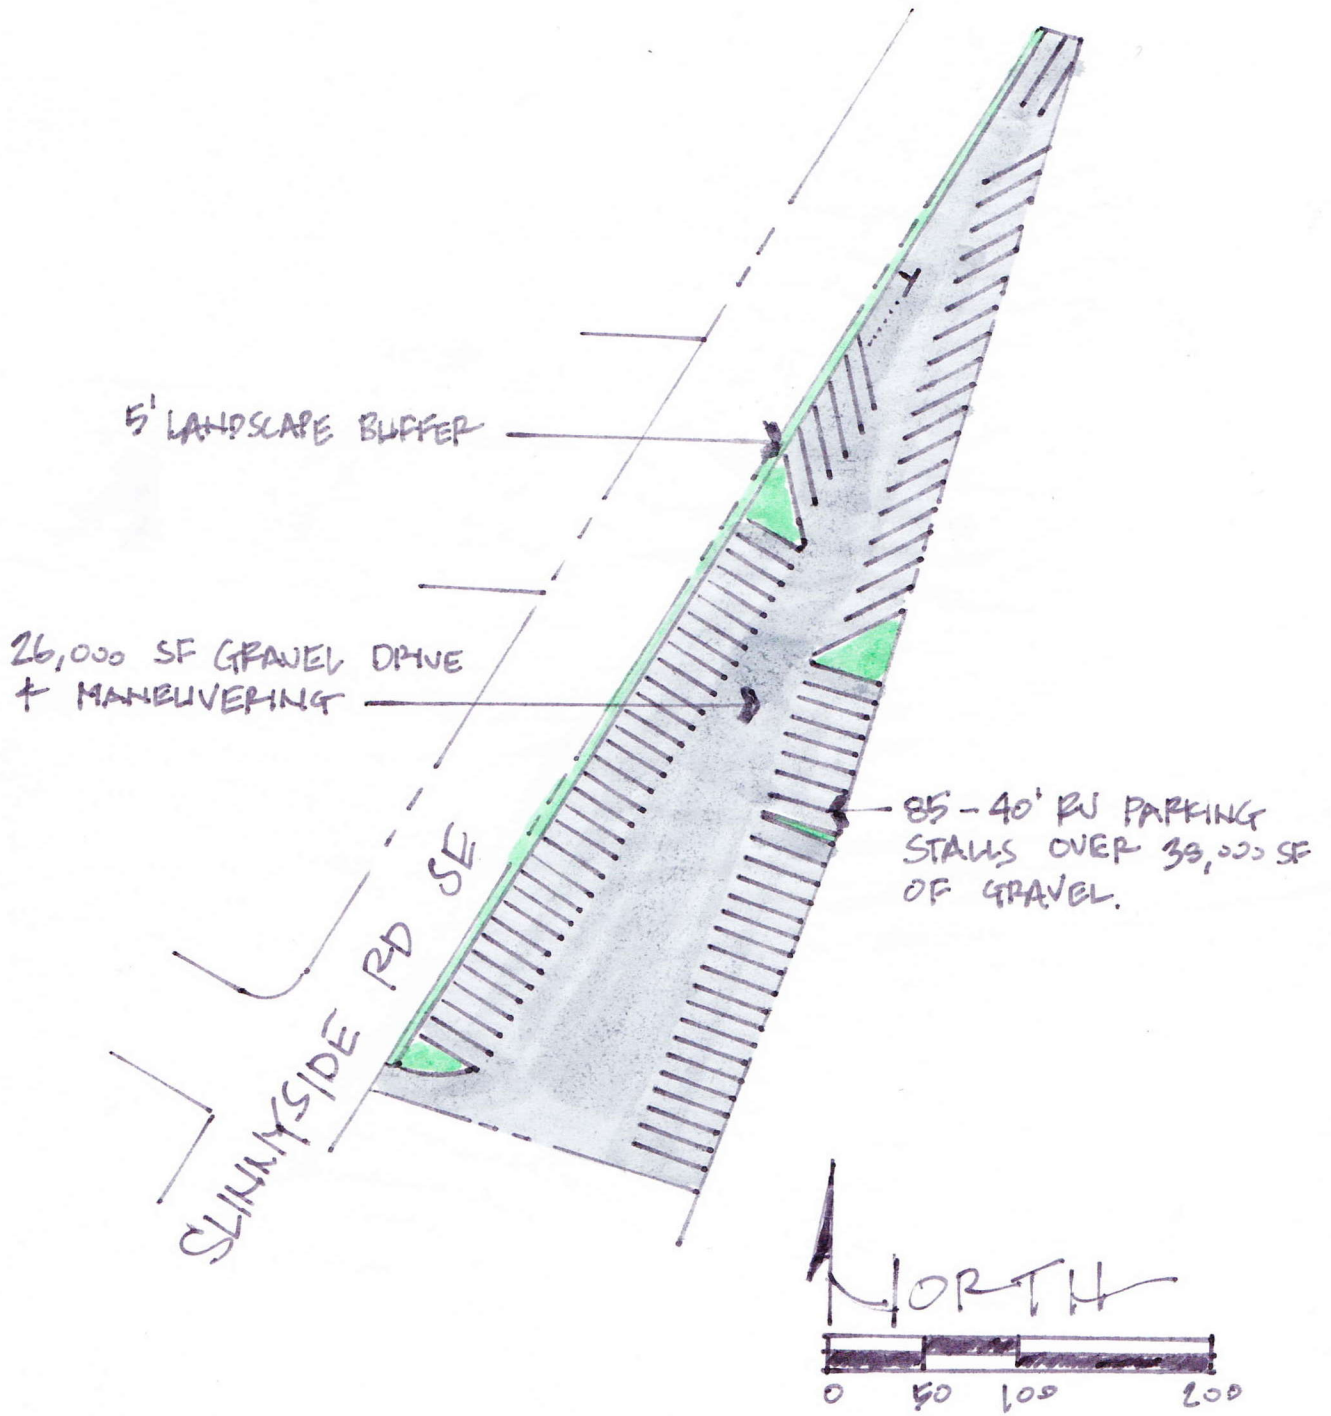 5' LANDSCAPE BUFFER
26,000 SF GRAVEL DRIVE
+ MANEUVERING
85-40' RV PARKING
STALLS OVER 39,000 SF
OF GRAVEL.
SUNNYSIDE RD SE
NORTH
0 50 100 200